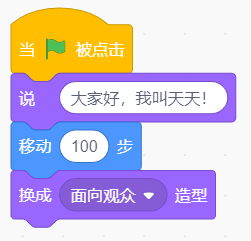 当 被点击
说 大家好，我叫天天！
移动 100 步
换成 面向观众 造型